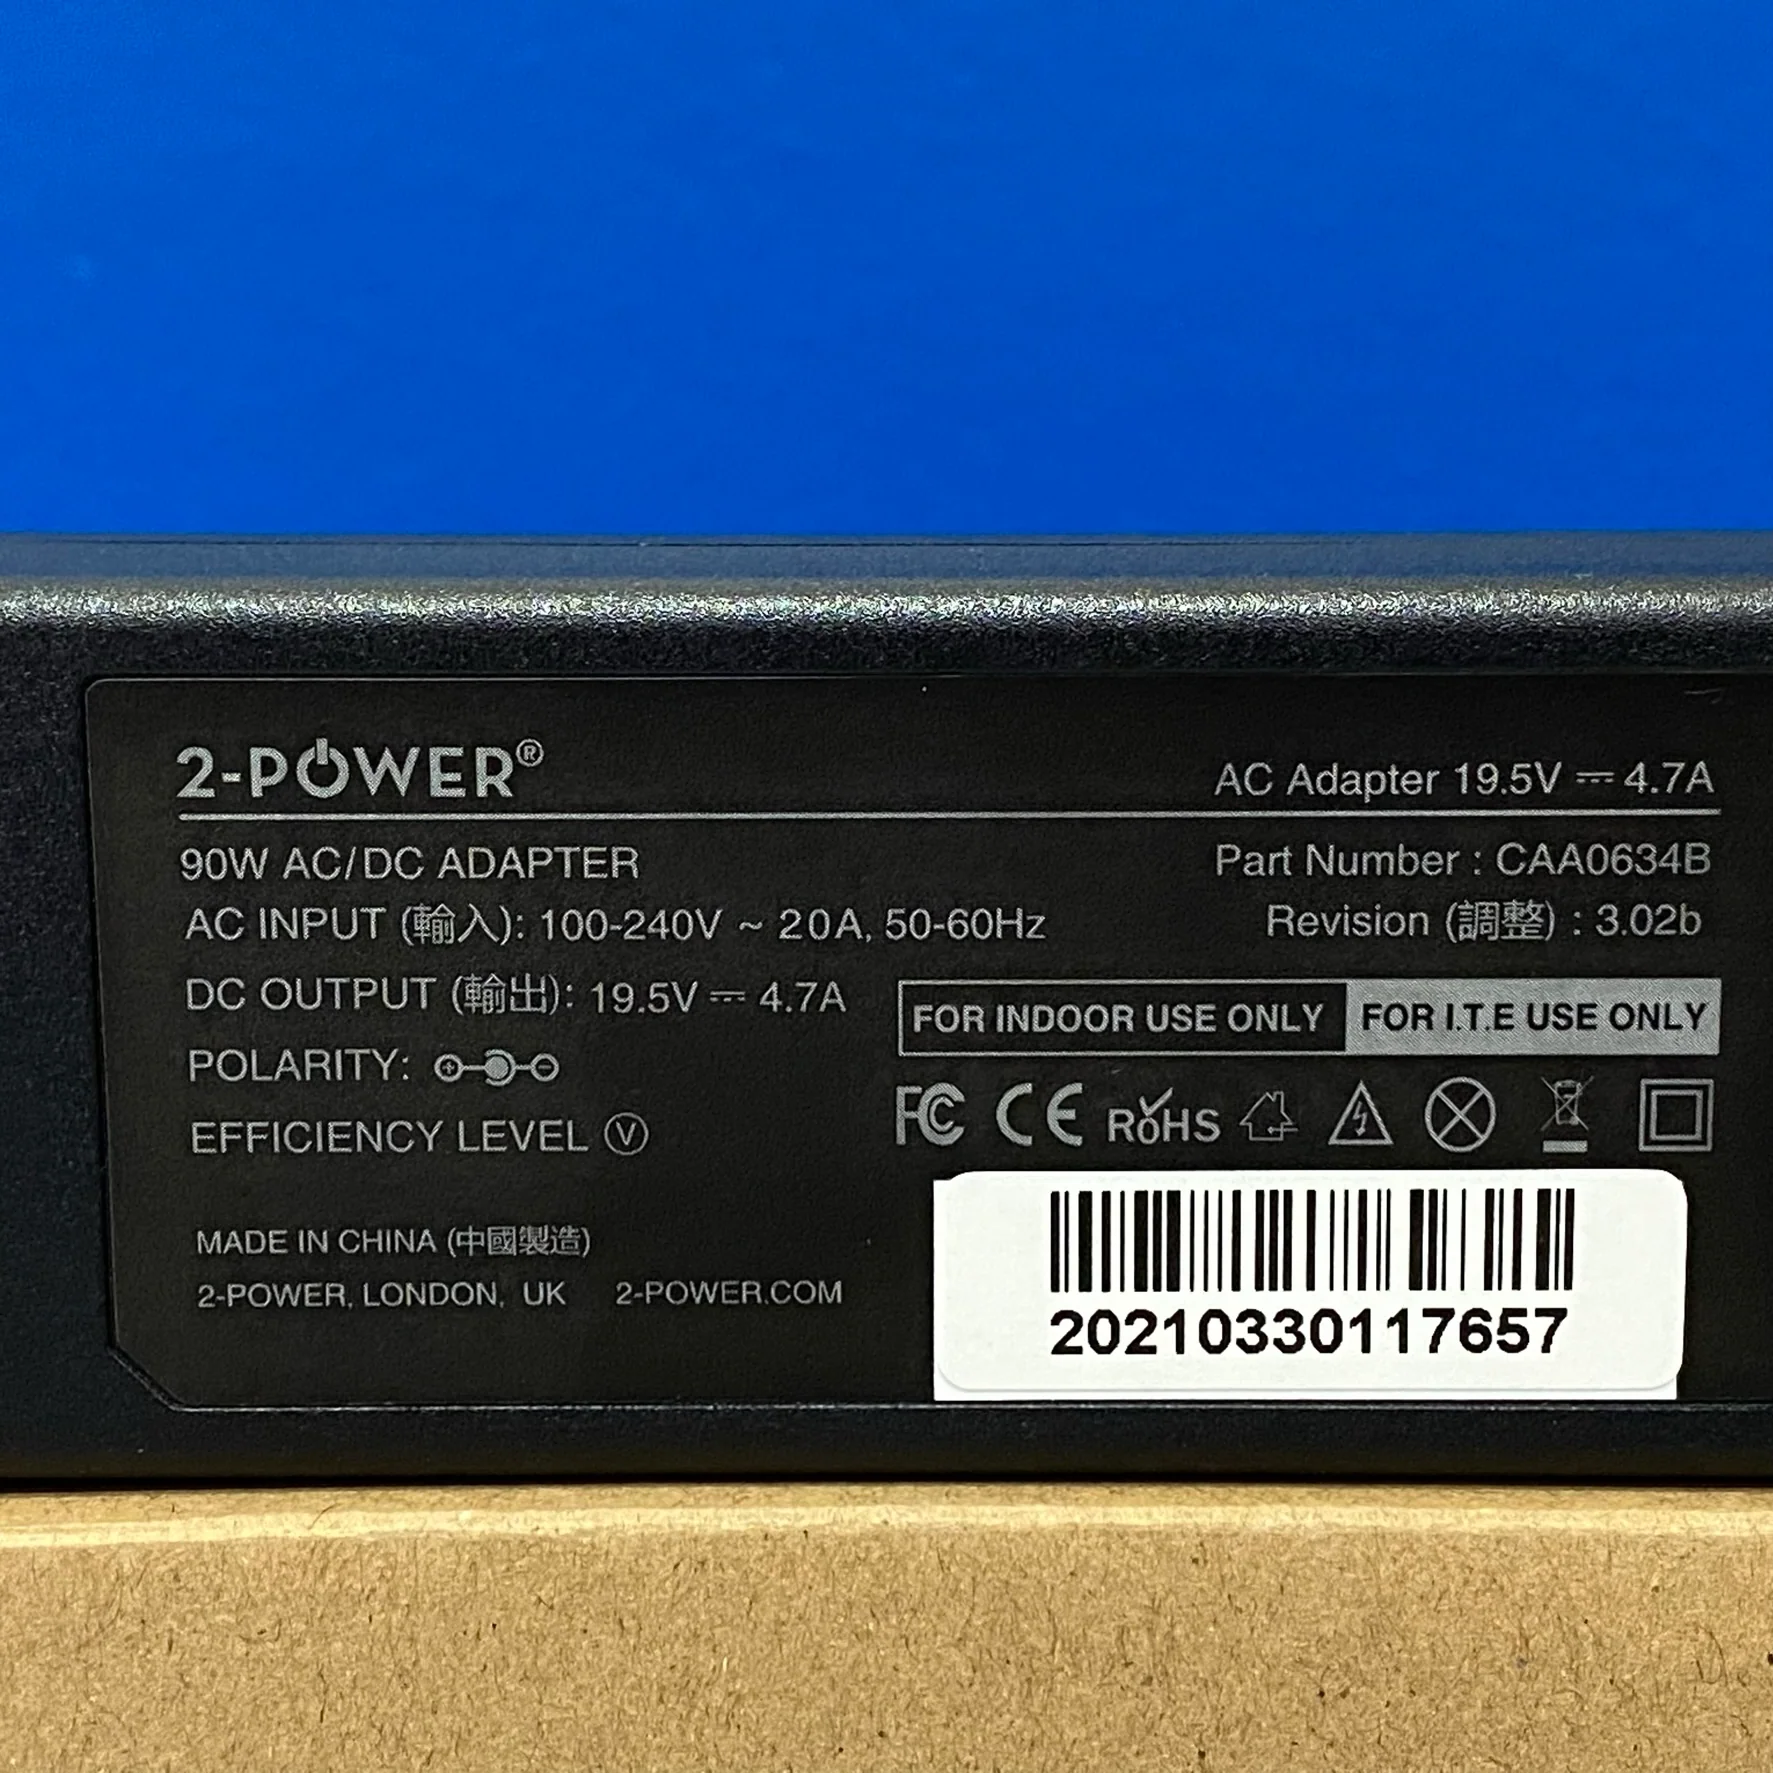 2-POWER®
AC Adapter 19.5V ⎓ 4.7A
90W AC/DC ADAPTER
Part Number : CAA0634B
AC INPUT (輸入): 100-240V ~ 20A, 50-60Hz
Revision (調整) : 3.02b
DC OUTPUT (輸出): 19.5V ⎓ 4.7A
FOR INDOOR USE ONLY
FOR I.T.E USE ONLY
POLARITY:
EFFICIENCY LEVEL Ⓥ
FC CE RoHS
MADE IN CHINA (中國製造)
2-POWER, LONDON, UK
2-POWER.COM
20210330117657